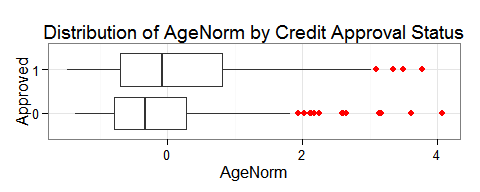 Distribution of AgeNorm by Credit Approval Status
Approved
1
0
0
2
4
AgeNorm